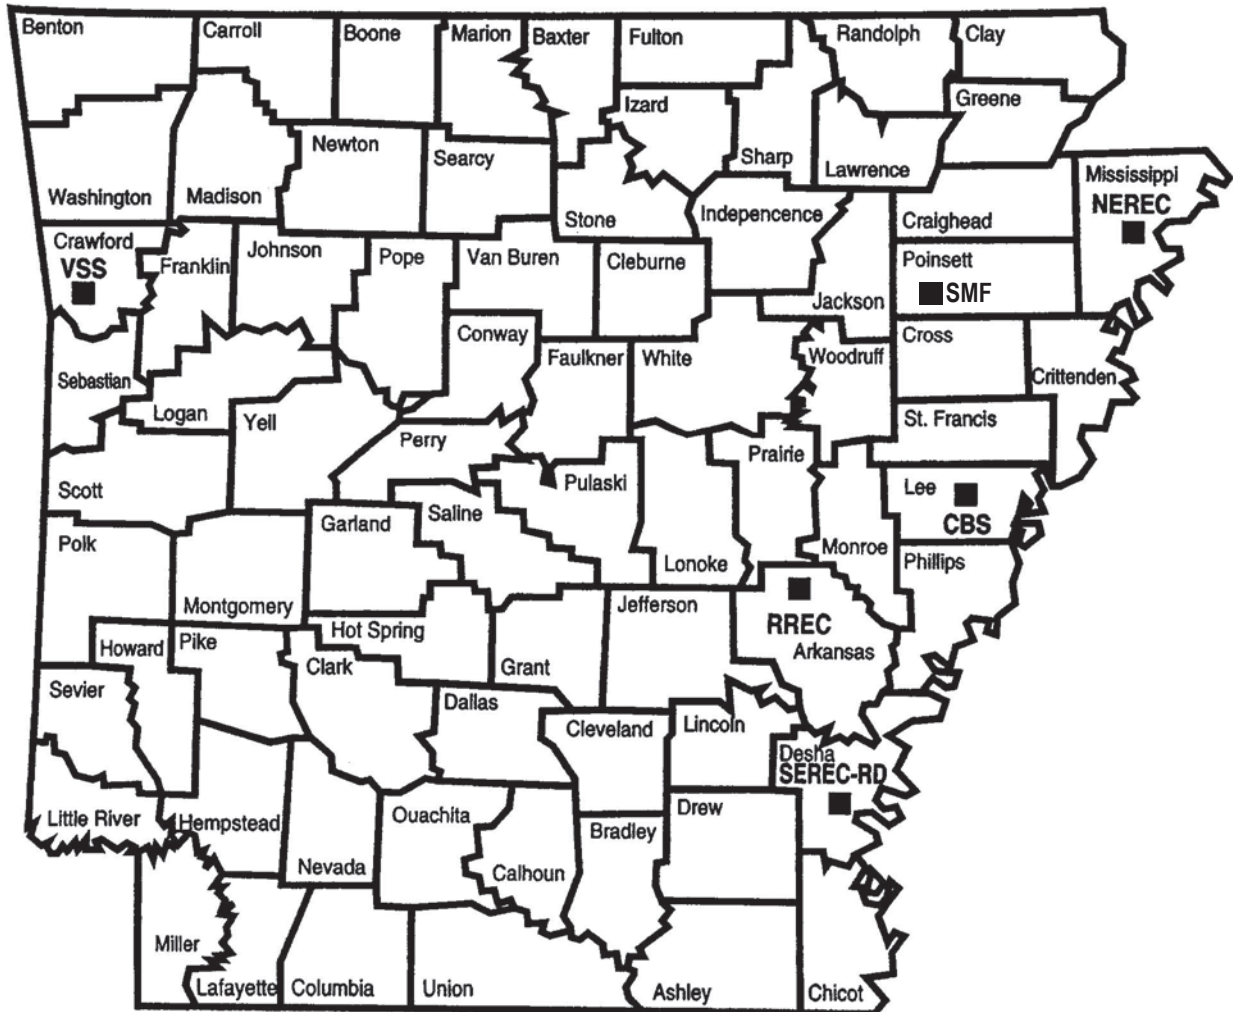 Benton
Carroll
Boone
Marion
Baxter
Fulton
Randolph
Clay
Izard
Greene
Newton
Searcy
Sharp
Lawrence
Mississippi
NEREC
Washington
Madison
Stone
Indepencence
Craighead
Crawford
VSS
Franklin
Johnson
Pope
Van Buren
Cleburne
Poinsett
SMF
Jackson
Conway
Faulkner
White
Woodruff
Cross
Sebastian
Logan
Yell
Crittenden
Perry
Prairie
St. Francis
Scott
Pulaski
Lee
CBS
Garland
Saline
Polk
Lonoke
Monroe
Phillips
Montgomery
Jefferson
RREC
Arkansas
Howard
Pike
Hot Spring
Clark
Grant
Sevier
Dallas
Cleveland
Lincoln
Desha
SEREC-RD
Little River
Hempstead
Ouachita
Bradley
Drew
Nevada
Calhoun
Miller
Lafayette
Columbia
Union
Ashley
Chicot